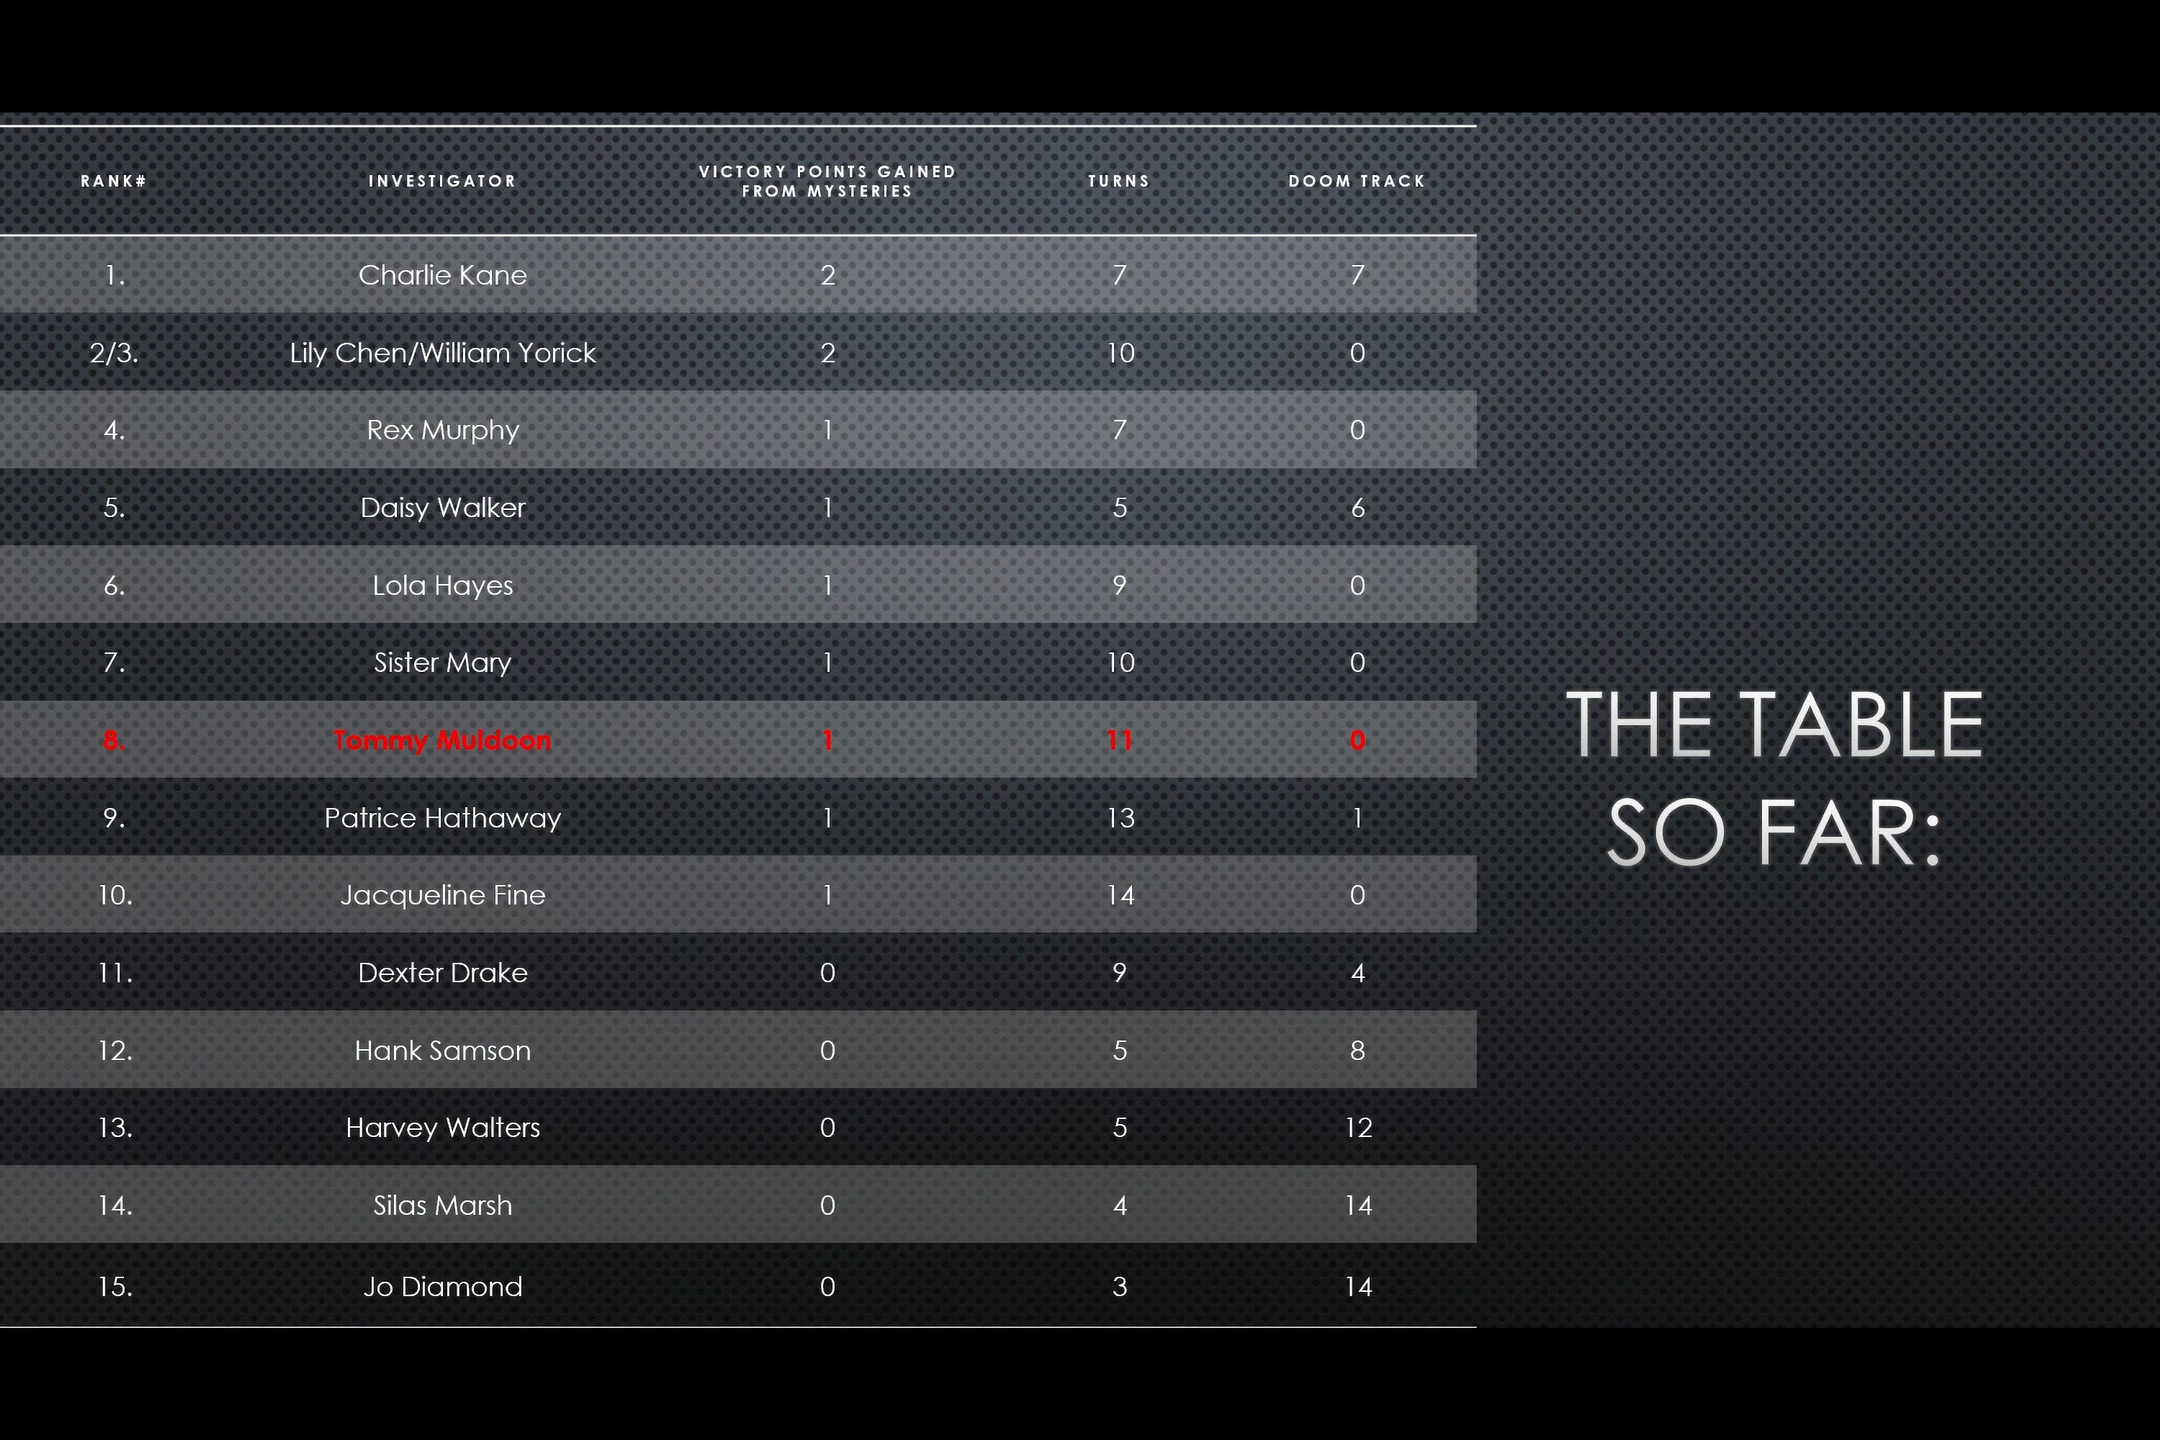 RANK# INVESTIGATOR VICTORY POINTS GAINED FROM MYSTERIES TURNS DOOM TRACK
1. Charlie Kane 2 7 7
2/3. Lily Chen/William Yorick 2 10 0
4. Rex Murphy 1 7 0
5. Daisy Walker 1 5 6
6. Lola Hayes 1 9 0
7. Sister Mary 1 10 0
8. Tommy Muldoon 1 11 0
9. Patrice Hathaway 1 13 1
10. Jacqueline Fine 1 14 0
11. Dexter Drake 0 9 4
12. Hank Samson 0 5 8
13. Harvey Walters 0 5 12
14. Silas Marsh 0 4 14
15. Jo Diamond 0 3 14
THE TABLE
SO FAR: